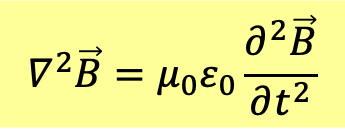 ∇²B⃗ = μ₀ε₀ ∂²B⃗/∂t²